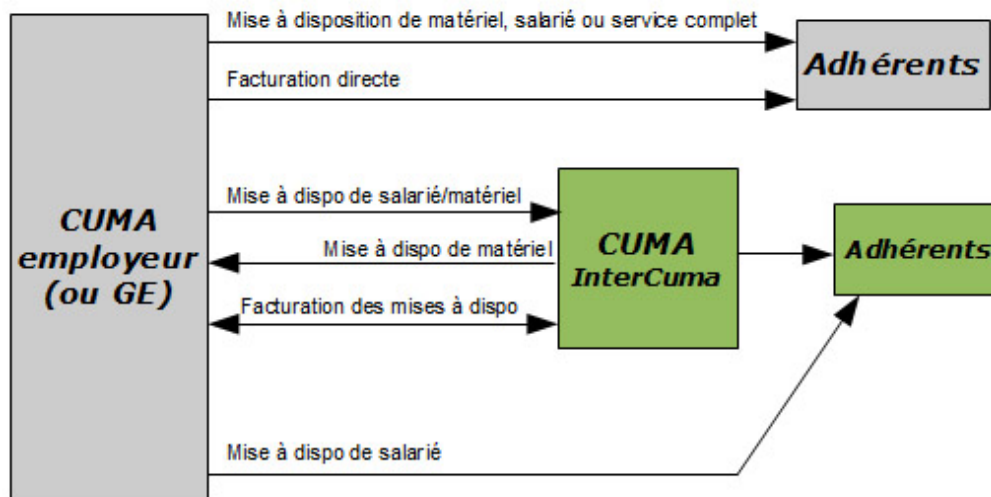 Mise à disposition de matériel, salarié ou service complet
Adhérents
Facturation directe
CUMA
employeur
(ou GE)
Mise à dispo de salarié/matériel
Mise à dispo de matériel
Facturation des mises à dispo
CUMA
InterCuma
Adhérents
Mise à dispo de salarié